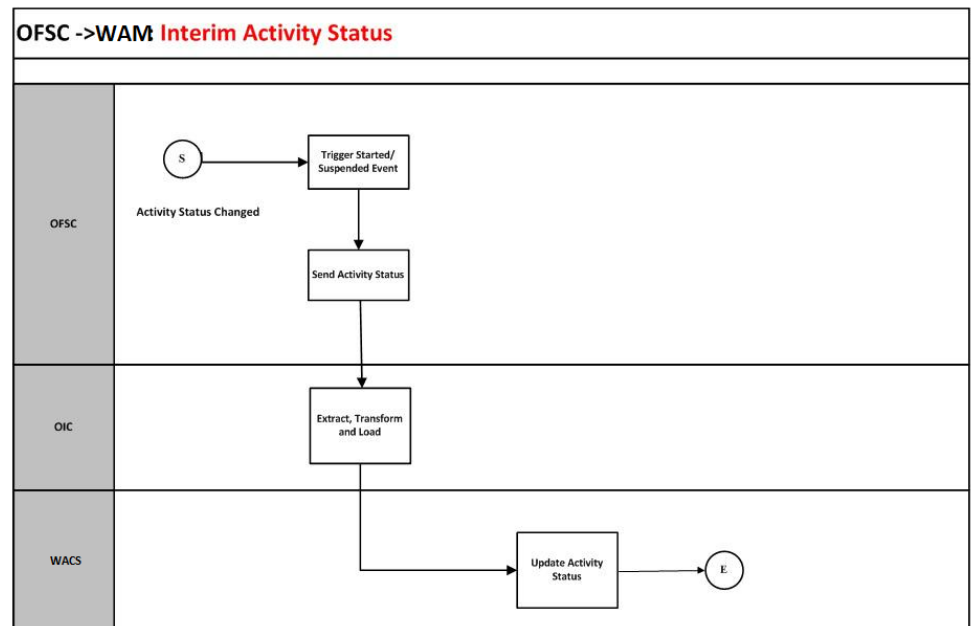 OFSC ->WAM: Interim Activity Status
S
Trigger Started/
Suspended Event
Activity Status Changed
OFSC
Send Activity Status
Extract, Transform
and Load
OIC
WACS
Update Activity
Status
E